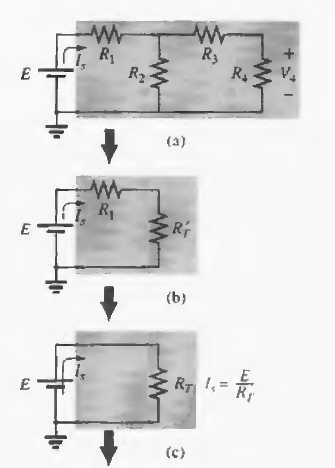 R₁ R₃
E Iₛ R₂ R₄ + V₄ −
(a)
E Iₛ R₁ R′T
(b)
E Iₛ RT Iₛ = E/RT
(c)